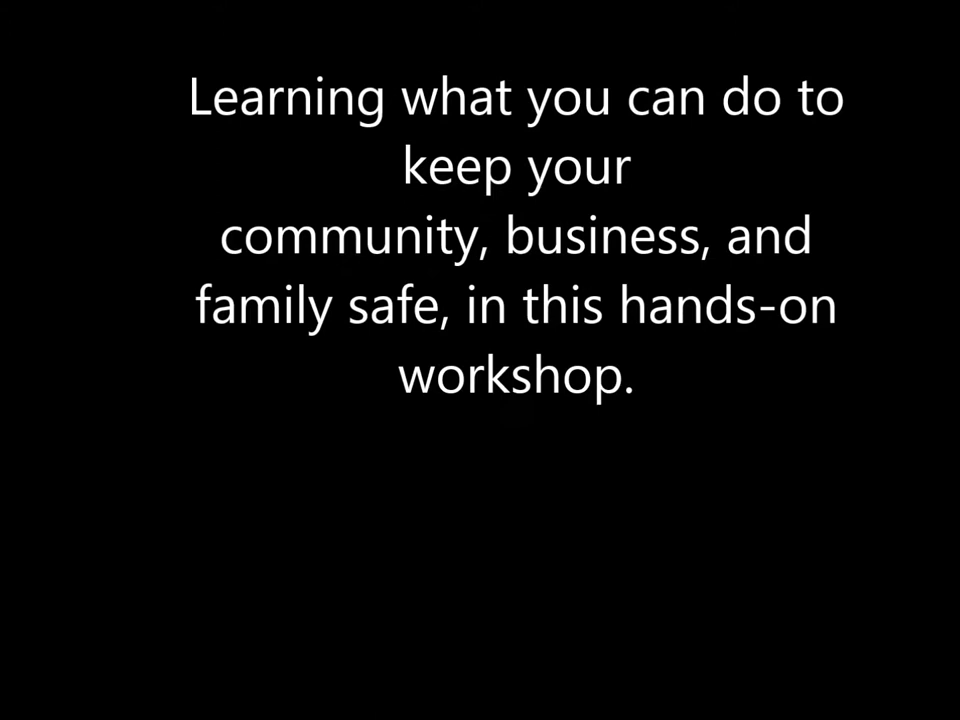 Learning what you can do to
keep your
community, business, and
family safe, in this hands-on
workshop.